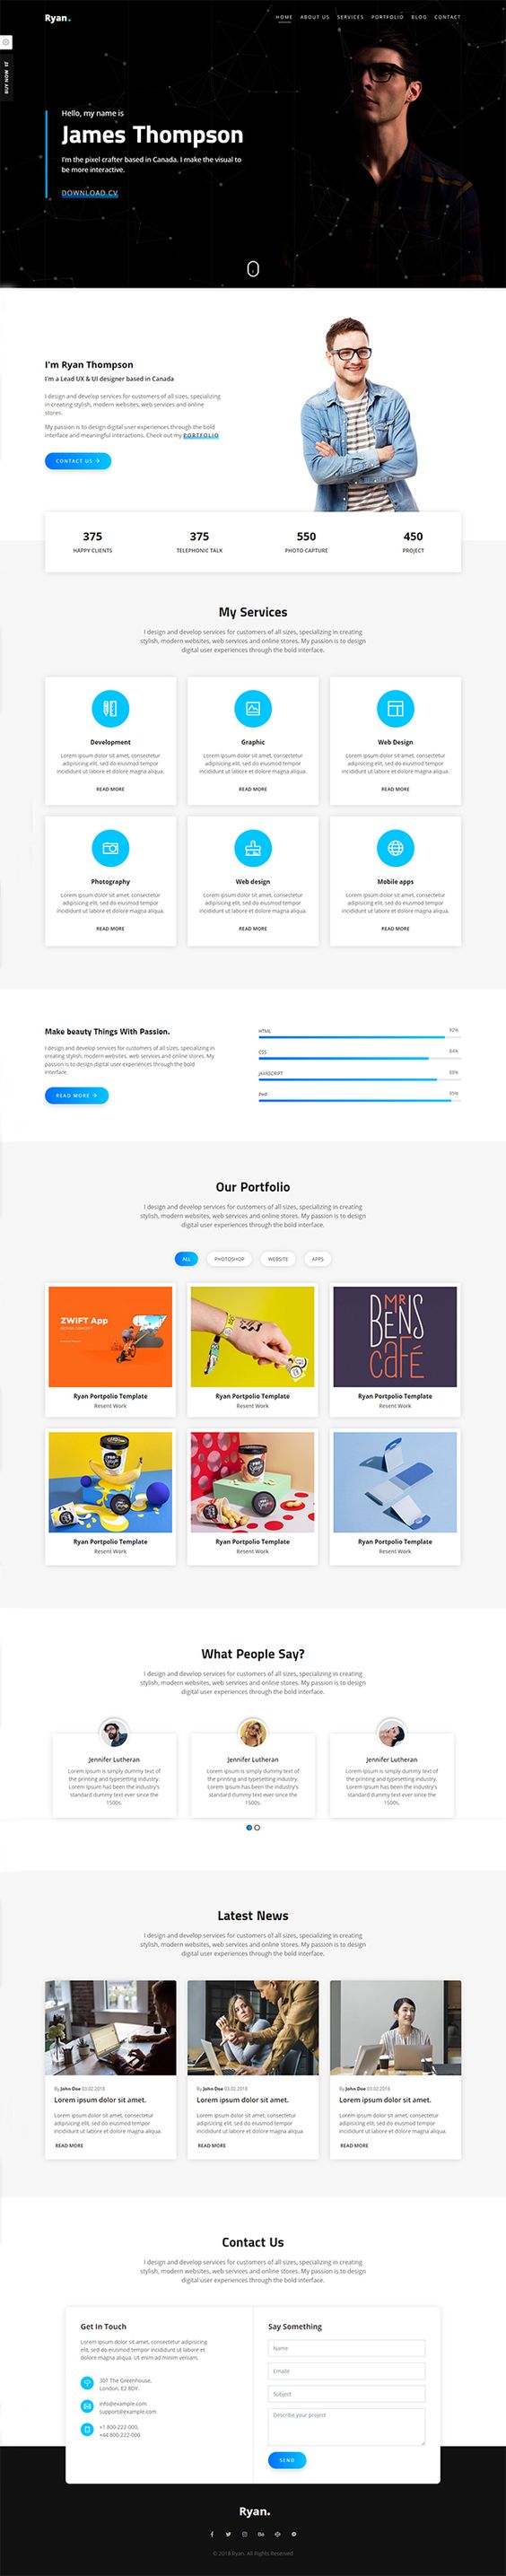 Ryan.
HOME ABOUT US SERVICES PORTFOLIO BLOG CONTACT
BUY NOW
Hello, my name is
James Thompson
I'm the pixel crafter based in Canada. I make the visual to
be more interactive.
DOWNLOAD CV
I'm Ryan Thompson
I'm a Lead UX & UI designer based in Canada
I design and develop services for customers of all sizes, specializing
in creating stylish, modern websites, web services and online
stores.
My passion is to design digital user experiences through the bold
interface and meaningful interactions. Check out my PORTFOLIO
CONTACT US
375 375 550 450
HAPPY CLIENTS TELEPHONIC TALK PHOTO CAPTURE PROJECT
My Services
I design and develop services for customers of all sizes, specializing in creating
stylish, modern websites, web services and online stores. My passion is to design
digital user experiences through the bold interface.
Development
Lorem ipsum dolor sit amet, consectetur
adipisicing elit, sed do eiusmod tempor
incididunt ut labore et dolore magna aliqua.
READ MORE
Graphic
Lorem ipsum dolor sit amet, consectetur
adipisicing elit, sed do eiusmod tempor
incididunt ut labore et dolore magna aliqua.
READ MORE
Web Design
Lorem ipsum dolor sit amet, consectetur
adipisicing elit, sed do eiusmod tempor
incididunt ut labore et dolore magna aliqua.
READ MORE
Photography
Lorem ipsum dolor sit amet, consectetur
adipisicing elit, sed do eiusmod tempor
incididunt ut labore et dolore magna aliqua.
READ MORE
Web design
Lorem ipsum dolor sit amet, consectetur
adipisicing elit, sed do eiusmod tempor
incididunt ut labore et dolore magna aliqua.
READ MORE
Mobile apps
Lorem ipsum dolor sit amet, consectetur
adipisicing elit, sed do eiusmod tempor
incididunt ut labore et dolore magna aliqua.
READ MORE
Make beauty Things With Passion.
I design and develop services for customers of all sizes, specializing in
creating stylish, modern websites, web services and online stores. My
passion is to design digital user experiences through the bold
interface.
READ MORE
HTML 92%
CSS 84%
JAVASCRIPT 88%
PHP 95%
Our Portfolio
I design and develop services for customers of all sizes, specializing in creating
stylish, modern websites, web services and online stores. My passion is to design
digital user experiences through the bold interface.
ALL PHOTOSHOP WEBSITE APPS
ZWIFT App
MR BENS CAFÉ
Ryan Portpolio Template
Resent Work
Ryan Portpolio Template
Resent Work
Ryan Portpolio Template
Resent Work
Ryan Portpolio Template
Resent Work
Ryan Portpolio Template
Resent Work
Ryan Portpolio Template
Resent Work
What People Say?
I design and develop services for customers of all sizes, specializing in creating
stylish, modern websites, web services and online stores. My passion is to design
digital user experiences through the bold interface.
Jennifer Lutheran
Lorem Ipsum is simply dummy text of
the printing and typesetting industry.
Lorem Ipsum has been the industry's
standard dummy text ever since the
1500s.
Jennifer Lutheran
Lorem Ipsum is simply dummy text of
the printing and typesetting industry.
Lorem Ipsum has been the industry's
standard dummy text ever since the
1500s.
Jennifer Lutheran
Lorem Ipsum is simply dummy text of
the printing and typesetting industry.
Lorem Ipsum has been the industry's
standard dummy text ever since the
1500s.
Latest News
I design and develop services for customers of all sizes, specializing in creating
stylish, modern websites, web services and online stores. My passion is to design
digital user experiences through the bold interface.
By John Doe 03.02.2018
Lorem ipsum dolor sit amet.
Lorem ipsum dolor sit amet, consectetur
adipisicing elit, sed do eiusmod tempor
incididunt ut labore et dolore magna aliqua.
READ MORE
By John Doe 03.02.2018
Lorem ipsum dolor sit amet.
Lorem ipsum dolor sit amet, consectetur
adipisicing elit, sed do eiusmod tempor
incididunt ut labore et dolore magna aliqua.
READ MORE
By John Doe 03.02.2018
Lorem ipsum dolor sit amet.
Lorem ipsum dolor sit amet, consectetur
adipisicing elit, sed do eiusmod tempor
incididunt ut labore et dolore magna aliqua.
READ MORE
Contact Us
I design and develop services for customers of all sizes, specializing in creating
stylish, modern websites, web services and online stores. My passion is to design
digital user experiences through the bold interface.
Get In Touch
Lorem ipsum dolor sit amet, consectetur adipisicing
elit, sed do eiusmod tempor incididunt ut labore et
dolore magna aliqua. Ut enim ad minim veniam.
301 The Greenhouse,
London, E2 8DY.
info@example.com
support@example.com
+1 800-222-000,
+44 800-222-000
Say Something
Name
Emaile
Subject
Describe your project
SEND
Ryan.
© 2018 Ryan. All Rights Reserved